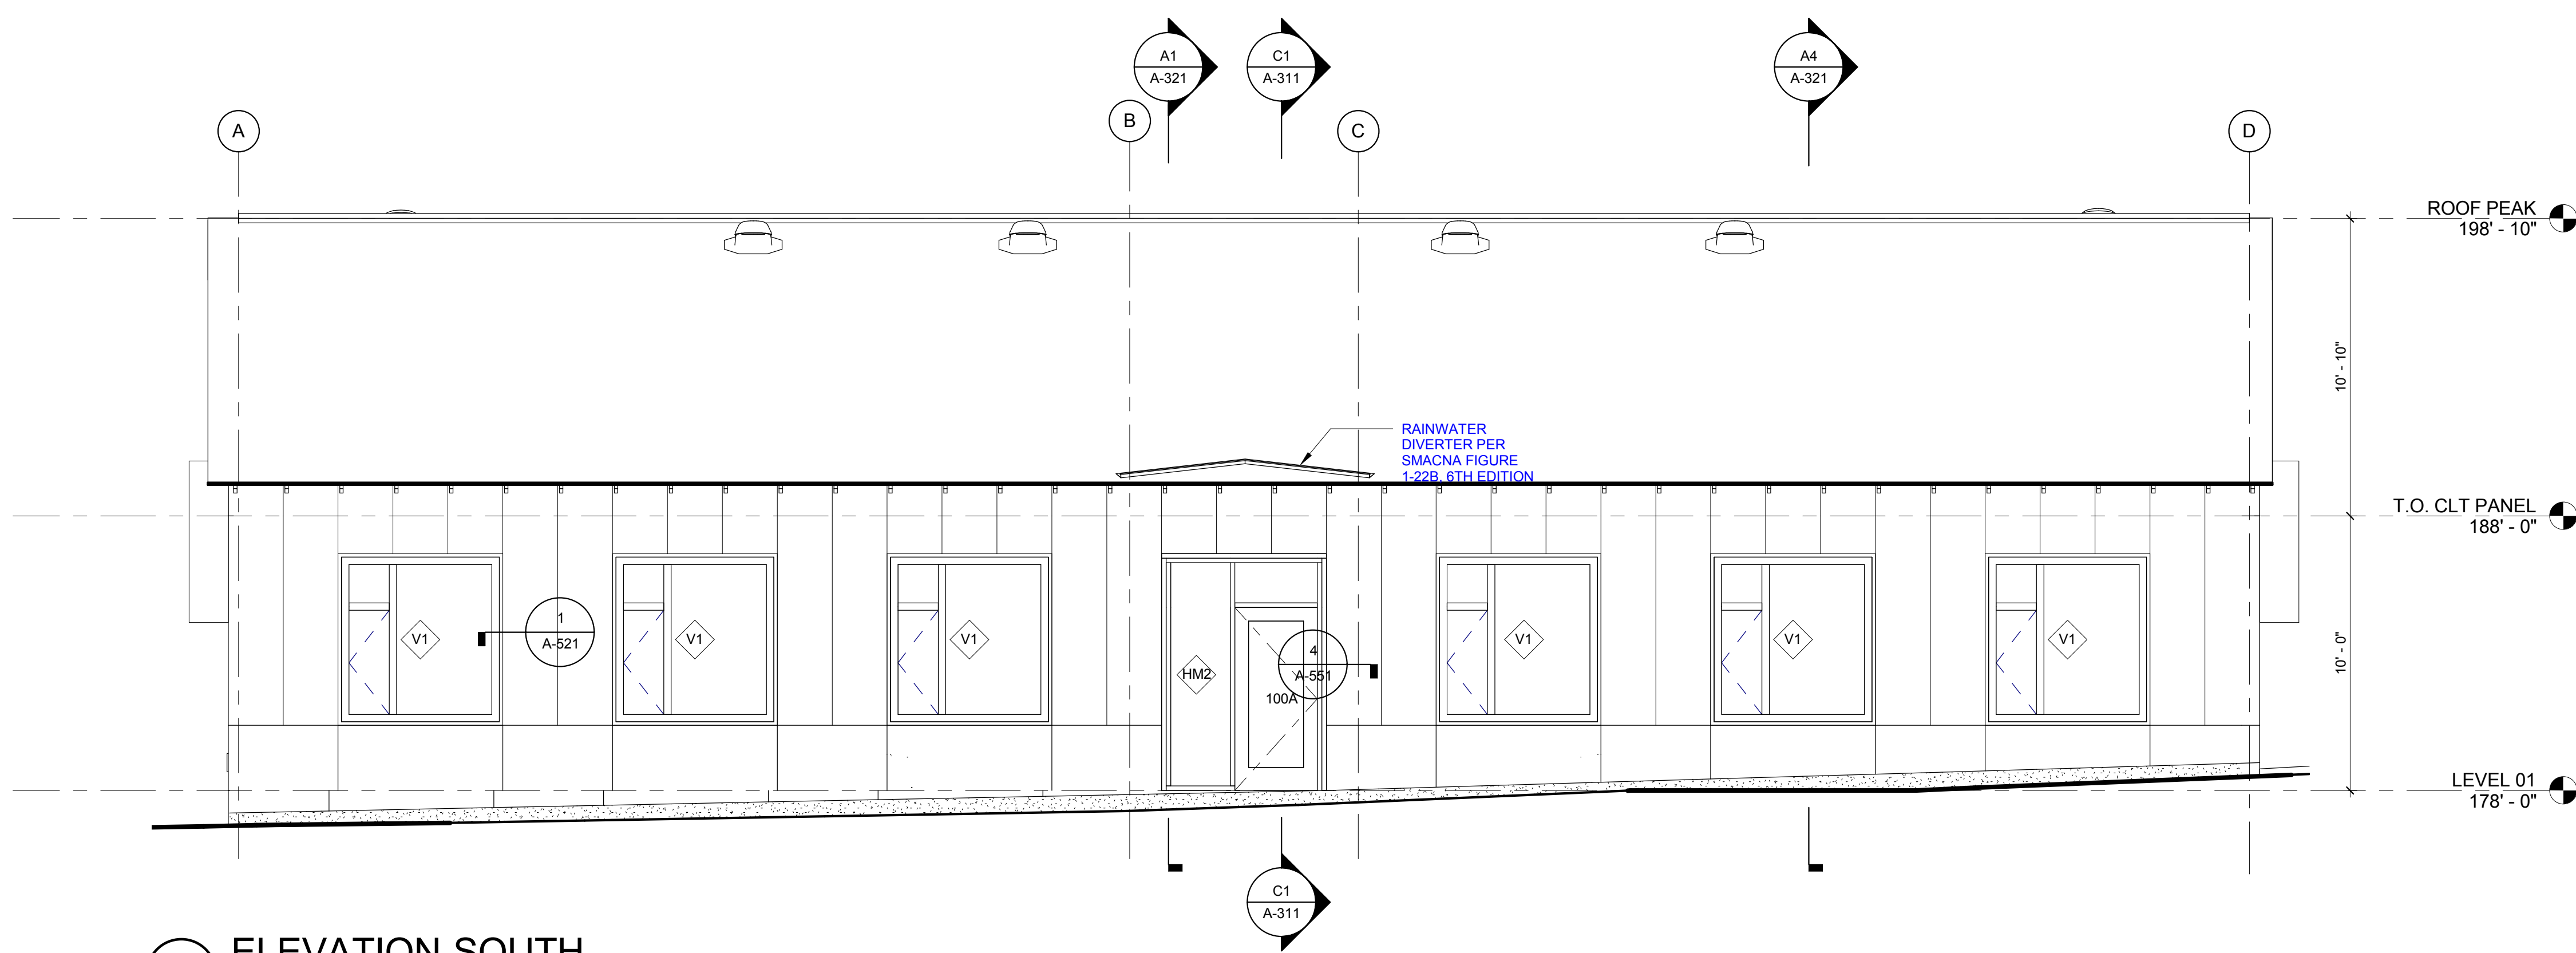 A1
A-321
C1
A-311
A4
A-321
A
B
C
D
ROOF PEAK
198' - 10"
10' - 10"
RAINWATER
DIVERTER PER
SMACNA FIGURE
1-22B, 6TH EDITION
T.O. CLT PANEL
188' - 0"
10' - 0"
V1
1
A-521
V1
V1
HM2
4
A-551
100A
V1
V1
V1
LEVEL 01
178' - 0"
C1
A-311
ELEVATION SOUTH